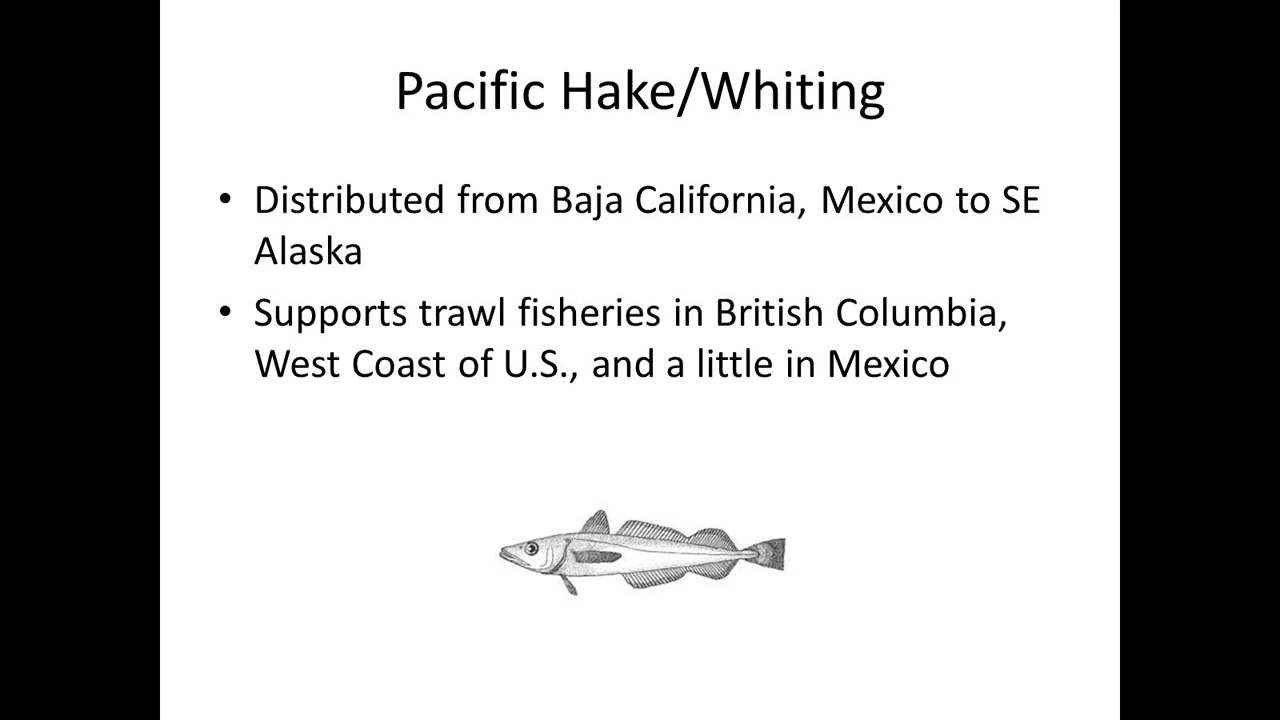 Pacific Hake/Whiting
• Distributed from Baja California, Mexico to SE
Alaska
• Supports trawl fisheries in British Columbia,
West Coast of U.S., and a little in Mexico